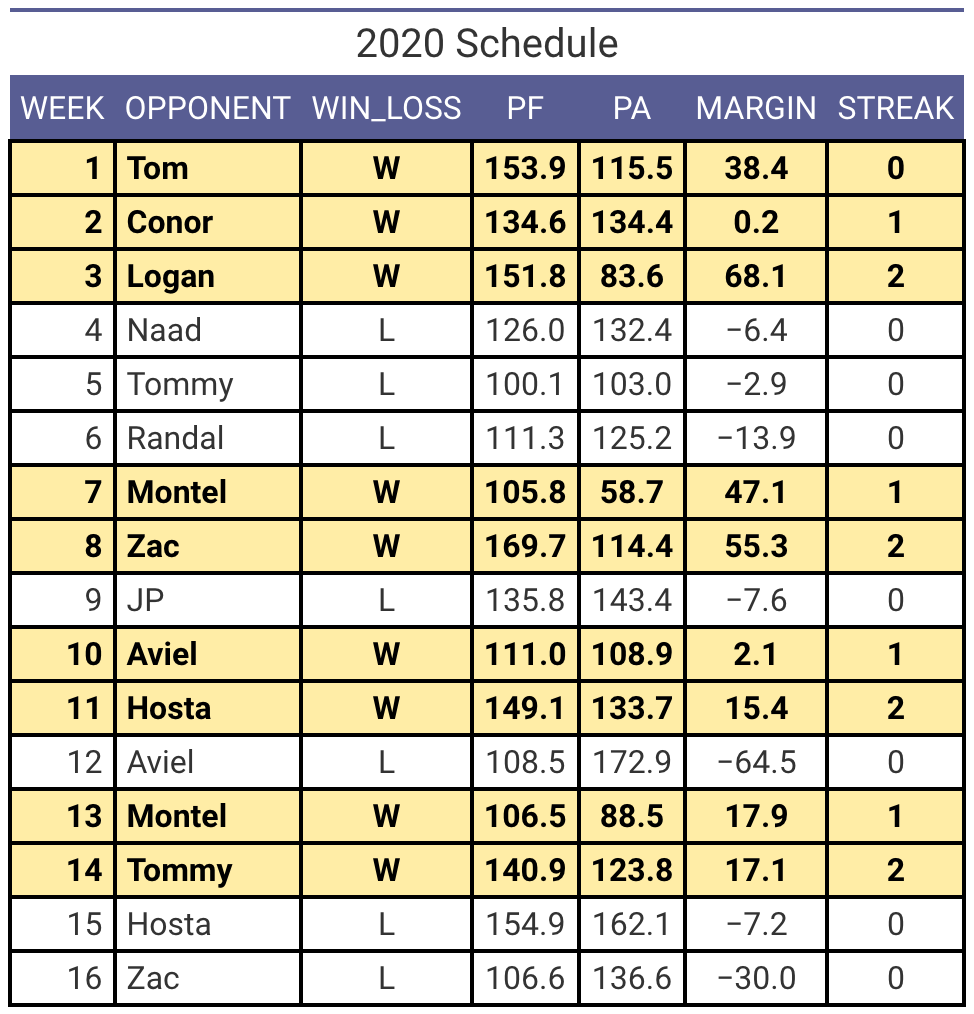 2020 Schedule
WEEK OPPONENT WIN_LOSS PF PA MARGIN STREAK
1 Tom W 153.9 115.5 38.4 0
2 Conor W 134.6 134.4 0.2 1
3 Logan W 151.8 83.6 68.1 2
4 Naad L 126.0 132.4 −6.4 0
5 Tommy L 100.1 103.0 −2.9 0
6 Randal L 111.3 125.2 −13.9 0
7 Montel W 105.8 58.7 47.1 1
8 Zac W 169.7 114.4 55.3 2
9 JP L 135.8 143.4 −7.6 0
10 Aviel W 111.0 108.9 2.1 1
11 Hosta W 149.1 133.7 15.4 2
12 Aviel L 108.5 172.9 −64.5 0
13 Montel W 106.5 88.5 17.9 1
14 Tommy W 140.9 123.8 17.1 2
15 Hosta L 154.9 162.1 −7.2 0
16 Zac L 106.6 136.6 −30.0 0